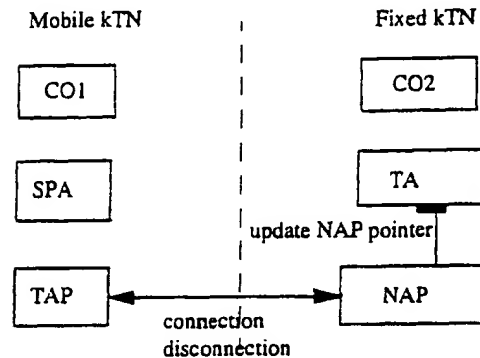 Mobile kTN
Fixed kTN
CO1
CO2
SPA
TA
update NAP pointer
TAP
NAP
connection
disconnection